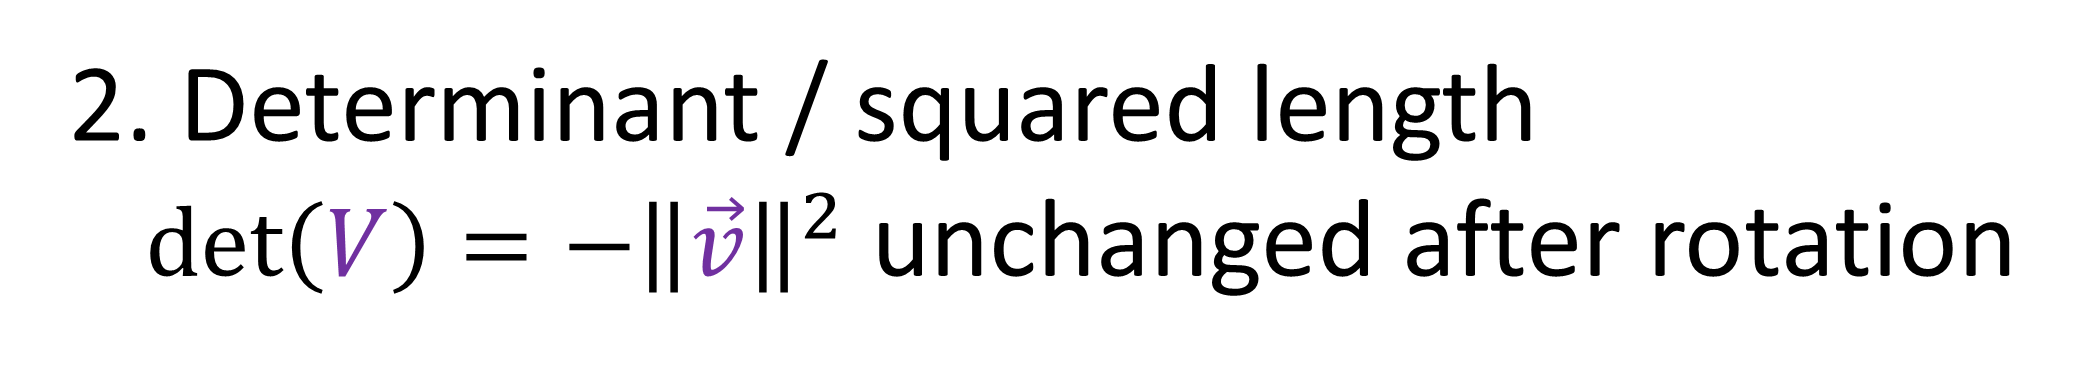 2. Determinant / squared length
det(V) = −‖v⃗‖² unchanged after rotation